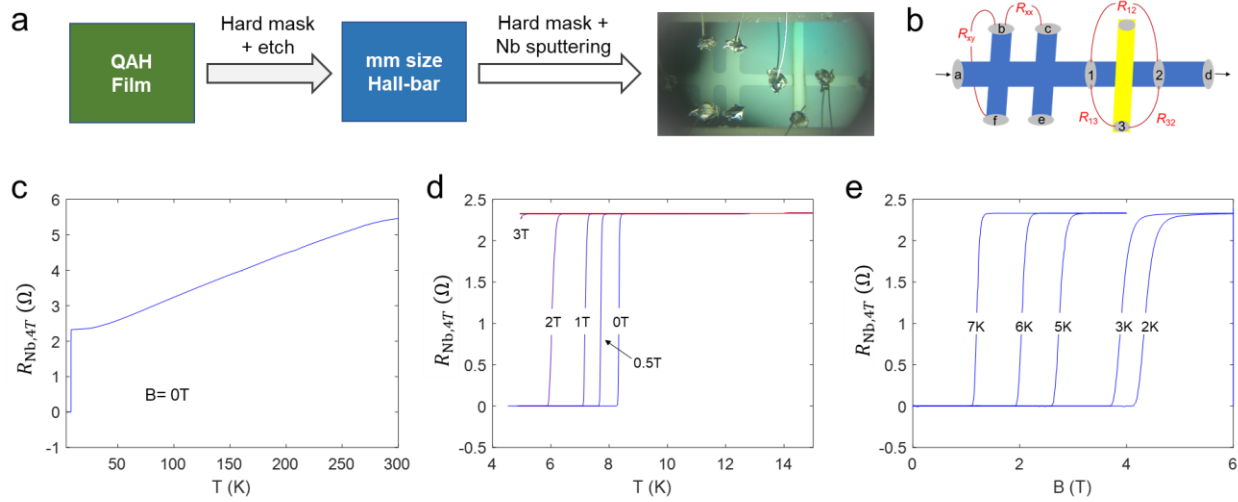 a
QAH
Film
Hard mask
+ etch
mm size
Hall-bar
Hard mask +
Nb sputtering
b
R12
Rxx
Rxy
b
c
a
1
2
d
f
e
3
R13
R32
c
RNb,4T (Ω)
6
5
4
3
2
1
0
-1
B= 0T
50
100
150
200
250
300
T (K)
d
RNb,4T (Ω)
2.5
2
1.5
1
0.5
0
-0.5
3T
2T
1T
0T
0.5T
4
6
8
10
12
14
T (K)
e
RNb,4T (Ω)
2.5
2
1.5
1
0.5
0
-0.5
7K
6K
5K
3K
2K
0
2
4
6
B (T)